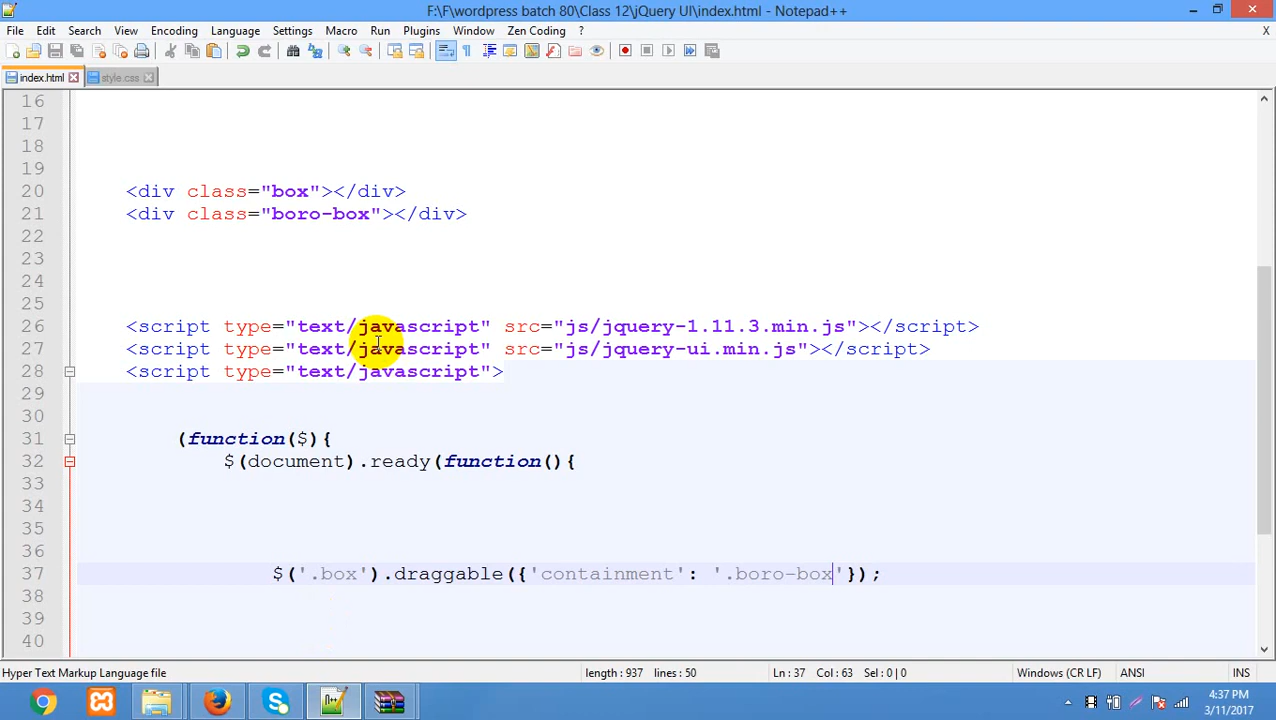 F:\F\wordpress batch 80\Class 12\jQuery UI\index.html - Notepad++
File Edit Search View Encoding Language Settings Macro Run Plugins Window Zen Coding ? X
index.html style.css
16
17
18
19
20 <div class="box"></div>
21 <div class="boro-box"></div>
22
23
24
25
26 <script type="text/javascript" src="js/jquery-1.11.3.min.js"></script>
27 <script type="text/javascript" src="js/jquery-ui.min.js"></script>
28 <script type="text/javascript">
29
30
31 (function($){
32 $(document).ready(function(){
33
34
35
36
37 $('.box').draggable({'containment': '.boro-box'});
38
39
40
Hyper Text Markup Language file length : 937 lines : 50 Ln : 37 Col : 63 Sel : 0 | 0 Windows (CR LF) ANSI INS
4:37 PM
3/11/2017